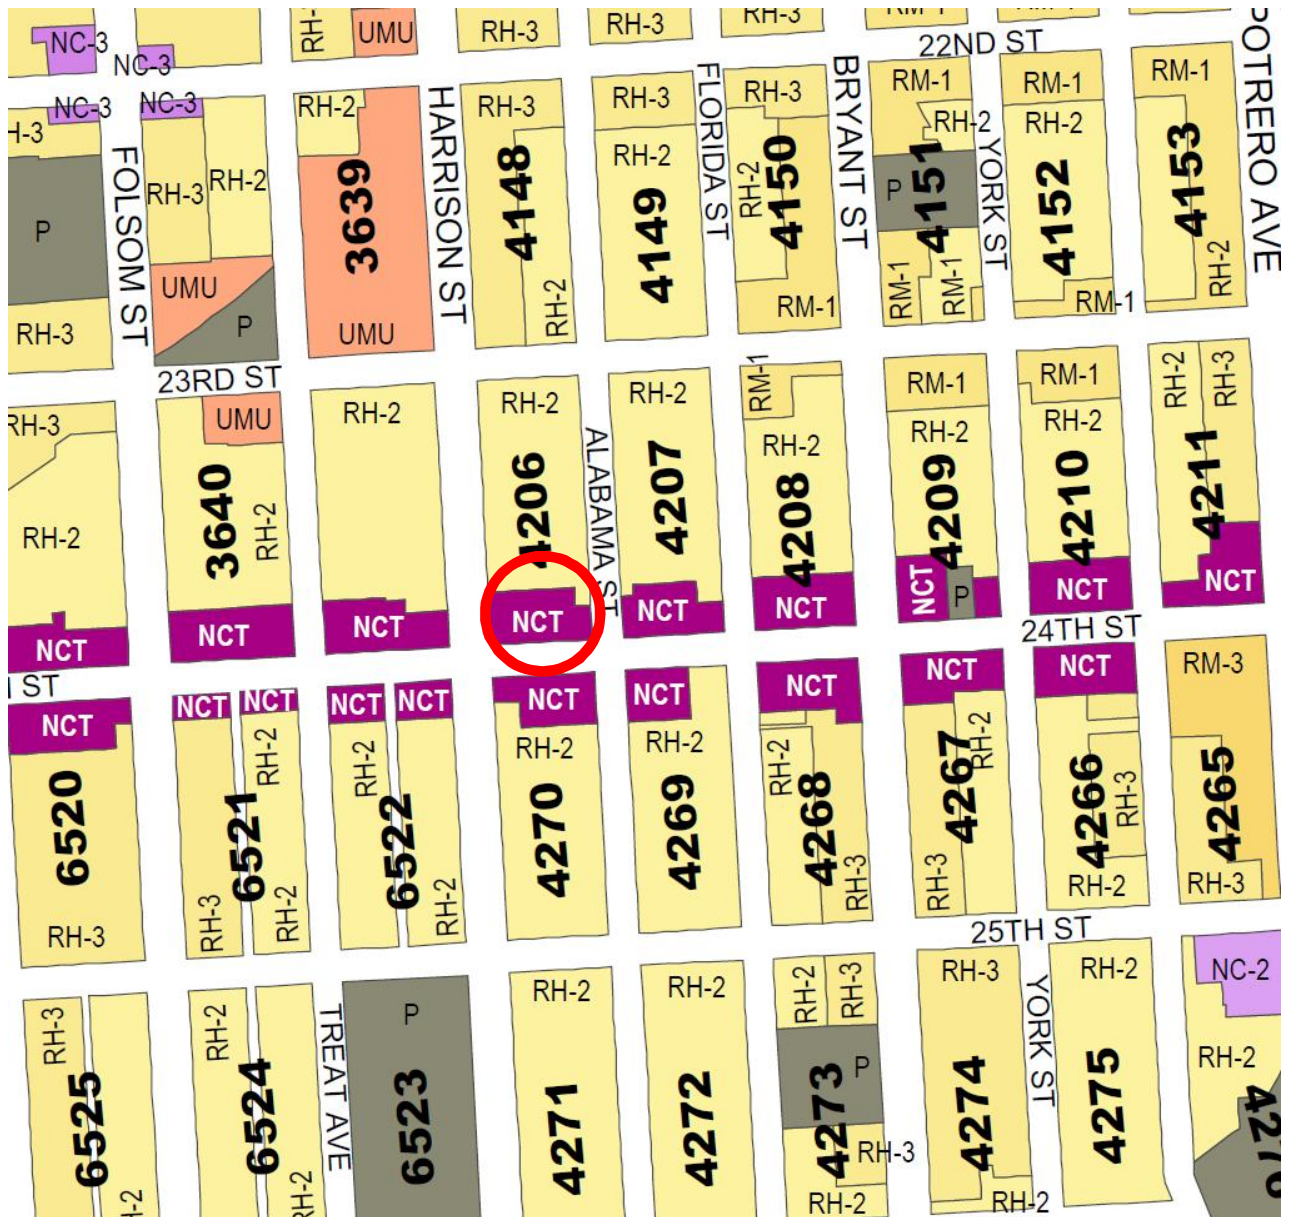 NC-3
NC-3
RH-
UMU
RH-3
RH-3
RH-3
RM-1
22ND ST
POTRERO AVE
NC-3
NC-3
H-3
P
RH-3
FOLSOM ST
RH-3
RH-2
UMU
P
RH-2
3639
UMU
HARRISON ST
RH-3
4148
RH-2
RH-3
RH-2
4149
FLORIDA ST
RH-3
RH-2
4150
RM-1
BRYANT ST
RM-1
RH-2
P
4151
RM-1
RM-1
YORK ST
RM-1
RH-2
4152
RM-1
RM-1
4153
RH-2
23RD ST
RH-3
RH-2
NCT
UMU
3640
RH-2
NCT
RH-2
NCT
RH-2
4206
NCT
ALABAMA ST
RH-2
4207
NCT
RM-1
RH-2
4208
NCT
RM-1
RH-2
4209
NCT
P
RM-1
RH-2
4210
NCT
RH-2
RH-3
4211
NCT
24TH ST
ST
NCT
6520
RH-3
NCT
NCT
RH-2
6521
RH-3
RH-2
NCT
NCT
RH-2
6522
RH-2
NCT
RH-2
4270
NCT
RH-2
4269
NCT
RH-2
4268
RH-3
NCT
RH-2
4267
RH-3
NCT
4266
RH-3
RH-2
RM-3
4265
RH-3
25TH ST
RH-3
6525
H-2
RH-2
6524
RH-2
TREAT AVE
P
6523
RH-2
4271
RH-2
4272
RH-2
RH-3
P
4273
RH-3
RH-2
RH-3
4274
RH-2
YORK ST
RH-2
4275
NC-2
RH-2